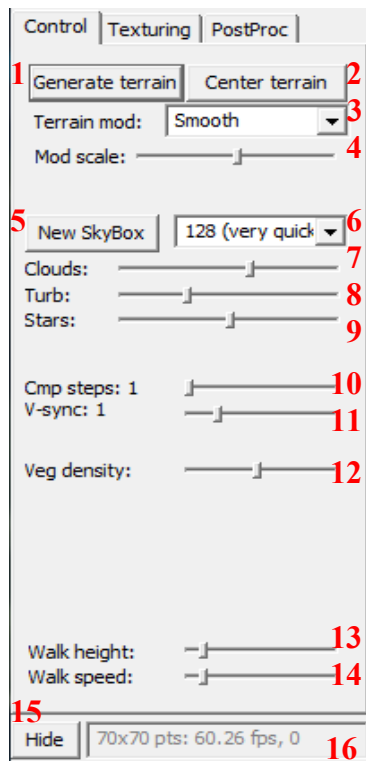 Control Texturing PostProc
1 Generate terrain Center terrain 2
Terrain mod: Smooth 3
Mod scale: 4
5 New SkyBox 128 (very quick 6
Clouds: 7
Turb: 8
Stars: 9
Cmp steps: 1 10
V-sync: 1 11
Veg density: 12
Walk height: 13
Walk speed: 14
15
Hide 70x70 pts: 60.26 fps, 0 16